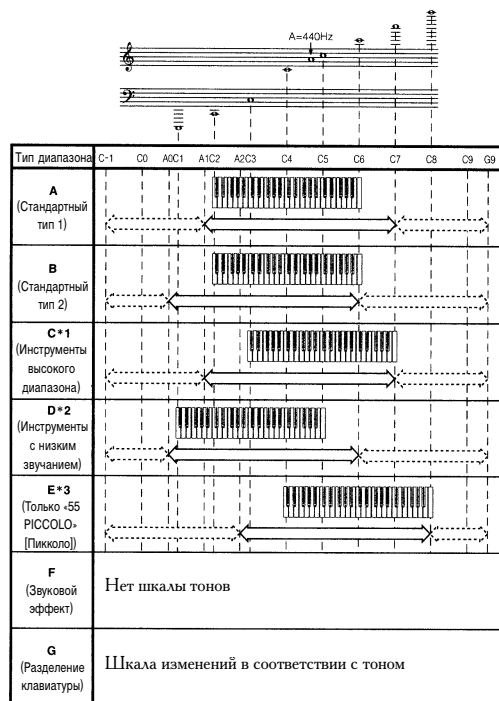 A=440Hz
Тип диапазона C-1 C0 A0C1 A1C2 A2C3 C4 C5 C6 C7 C8 C9 G9
A
(Стандартный
тип 1)
B
(Стандартный
тип 2)
C*1
(Инструменты
высокого
диапазона)
D*2
(Инструменты
с низким
звучанием)
E*3
(Только «55
PICCOLO»
[Пикколо])
F
(Звуковой
эффект)
Нет шкалы тонов
G
(Разделение
клавиатуры)
Шкала изменений в соответствии с тоном